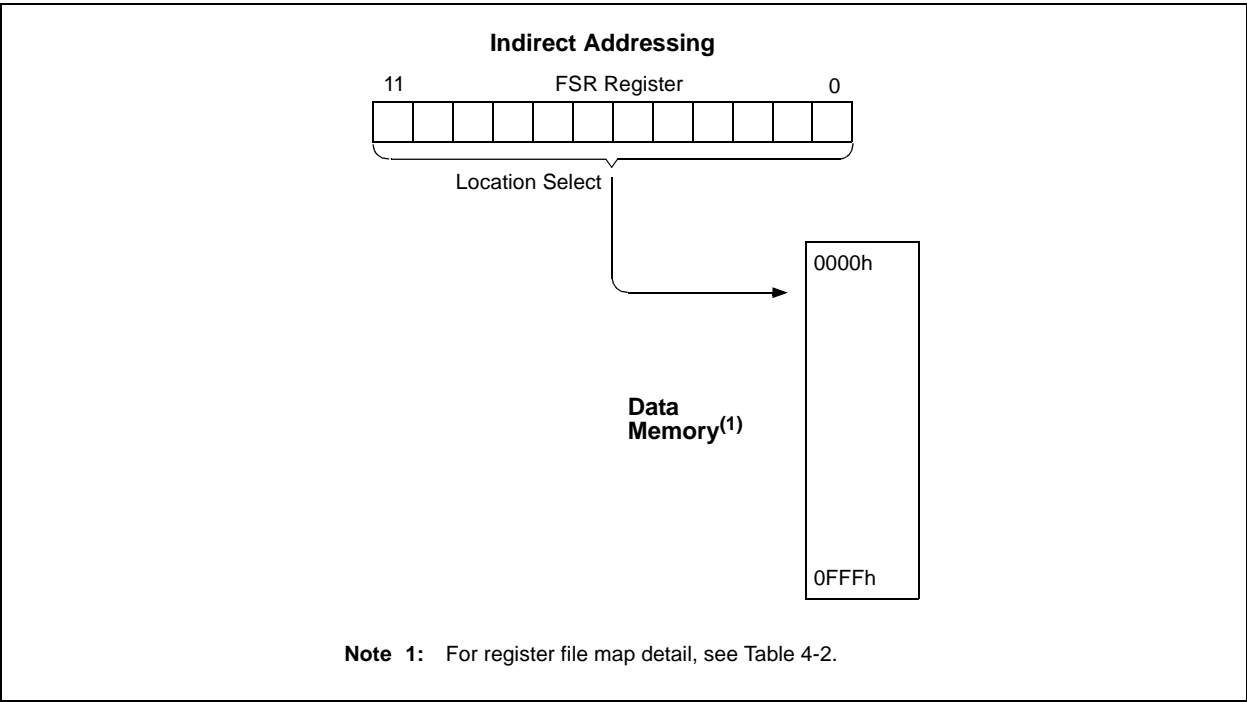 Indirect Addressing
11 FSR Register 0
Location Select
0000h
Data
Memory(1)
0FFFh
Note 1: For register file map detail, see Table 4-2.